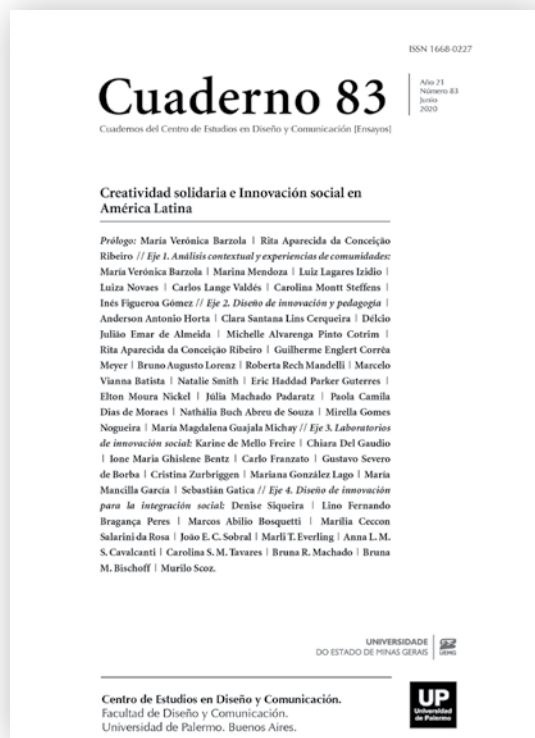 ISSN 1668-0227
Cuaderno 83
Año 21
Número 83
Junio
2020
Cuadernos del Centro de Estudios en Diseño y Comunicación [Ensayos]
Creatividad solidaria e Innovación social en
América Latina
Prólogo: María Verónica Barzola | Rita Aparecida da Conceição
Ribeiro // Eje 1. Análisis contextual y experiencias de comunidades:
María Verónica Barzola | Marina Mendoza | Luiz Lagares Izidio |
Luiza Novaes | Carlos Lange Valdés | Carolina Montt Steffens |
Inés Figueroa Gómez // Eje 2. Diseño de innovación y pedagogía |
Anderson Antonio Horta | Clara Santana Lins Cerqueira | Délcio
Julião Emar de Almeida | Michelle Alvarenga Pinto Cotrim |
Rita Aparecida da Conceição Ribeiro | Guilherme Englert Corrêa
Meyer | Bruno Augusto Lorenz | Roberta Rech Mandelli | Marcelo
Vianna Batista | Natalie Smith | Eric Haddad Parker Guterres |
Elton Moura Nickel | Júlia Machado Padaratz | Paola Camila
Dias de Moraes | Nathália Buch Abreu de Souza | Mirella Gomes
Nogueira | María Magdalena Guajala Michay // Eje 3. Laboratorios
de innovación social: Karine de Mello Freire | Chiara Del Gaudio
| Ione Maria Ghislene Bentz | Carlo Franzato | Gustavo Severo
de Borba | Cristina Zurbriggen | Mariana González Lago | María
Mancilla García | Sebastián Gatica // Eje 4. Diseño de innovación
para la integración social: Denise Siqueira | Lino Fernando
Bragança Peres | Marcos Abilio Bosquetti | Marília Ceccon
Salarini da Rosa | João E. C. Sobral | Marli T. Everling | Anna L. M.
S. Cavalcanti | Carolina S. M. Tavares | Bruna R. Machado | Bruna
M. Bischoff | Murilo Scoz.
UNIVERSIDADE
DO ESTADO DE MINAS GERAIS
UEMG
Centro de Estudios en Diseño y Comunicación.
Facultad de Diseño y Comunicación.
Universidad de Palermo. Buenos Aires.
UP
Universidad
de Palermo